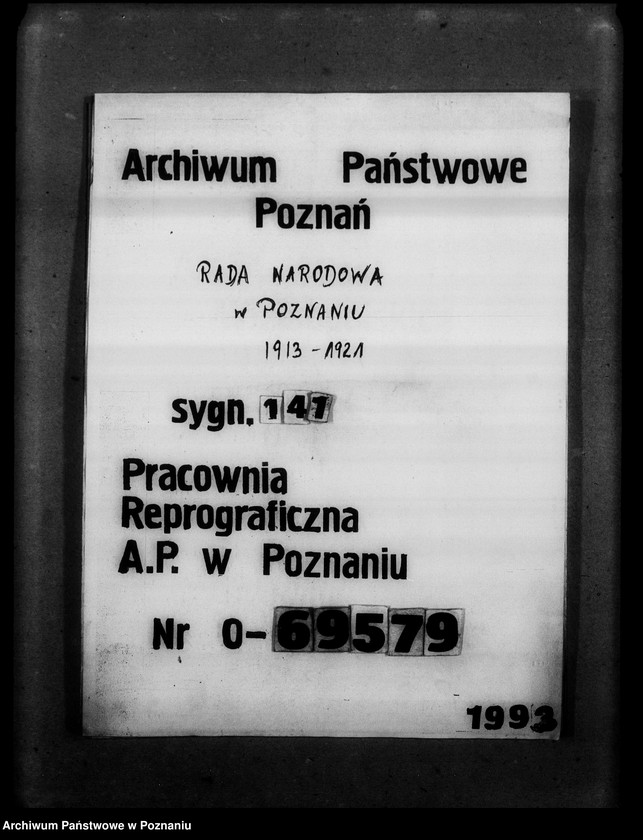 Archiwum Państwowe
Poznań
RADA NARODOWA
w POZNANIU
1913 - 1921
sygn. 141
Pracownia
Reprograficzna
A.P. w Poznaniu
Nr 0-69579
1993
Archiwum Państwowe w Poznaniu